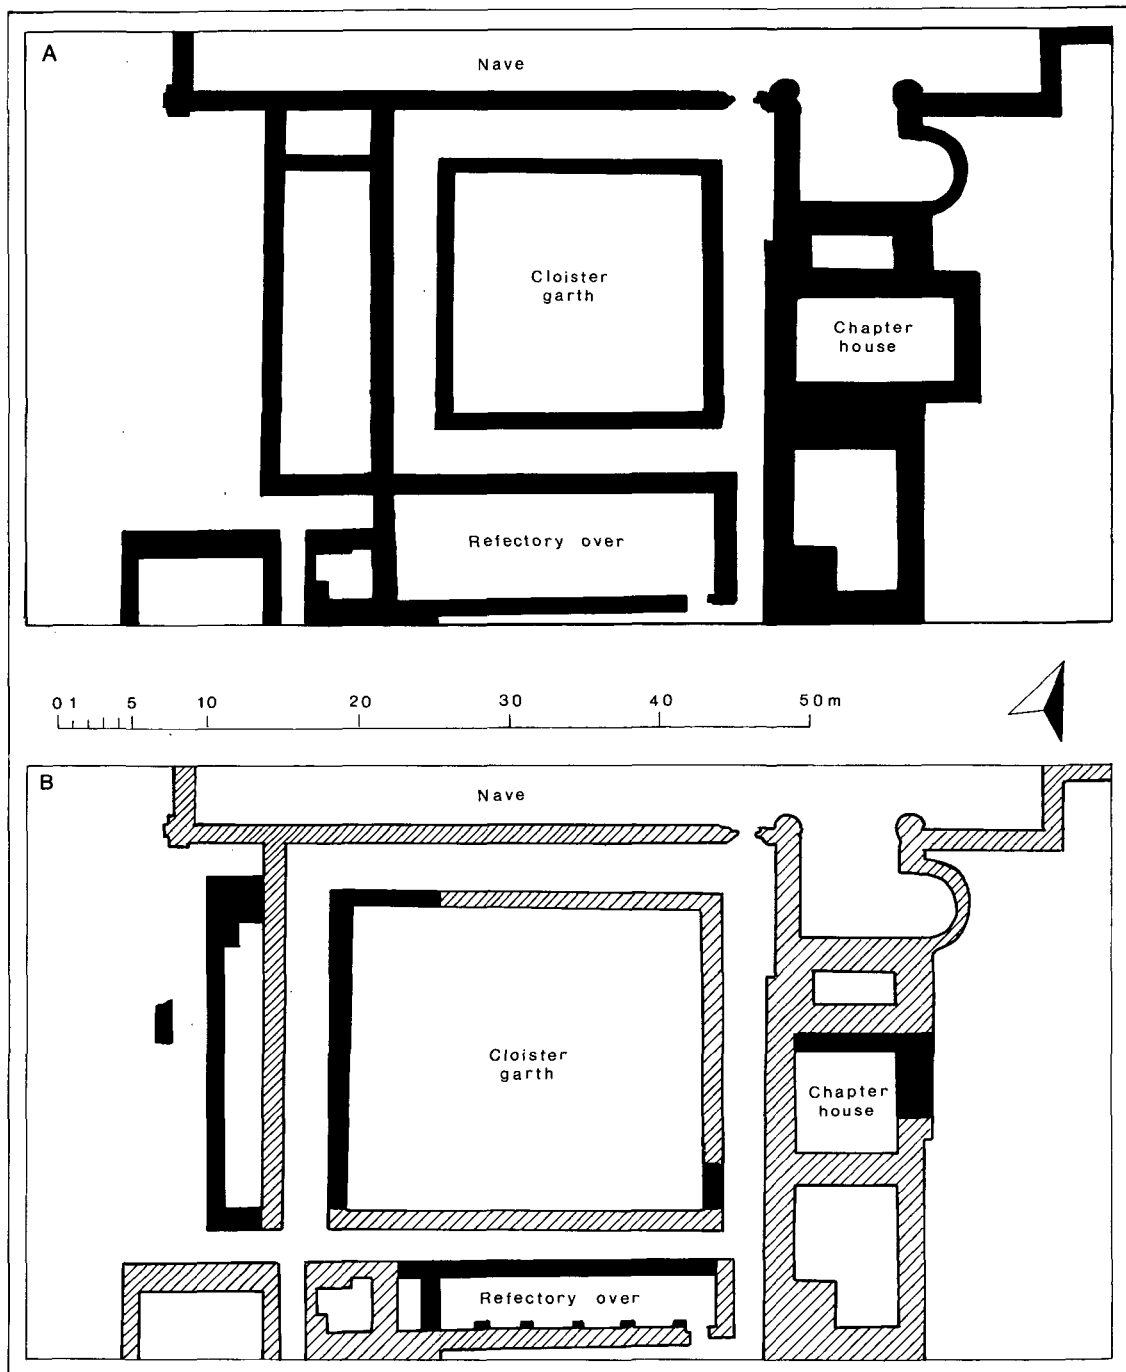 A
Nave
Cloister
garth
Chapter
house
Refectory over
0 1 5 10 20 30 40 50m
B
Nave
Cloister
garth
Chapter
house
Refectory over